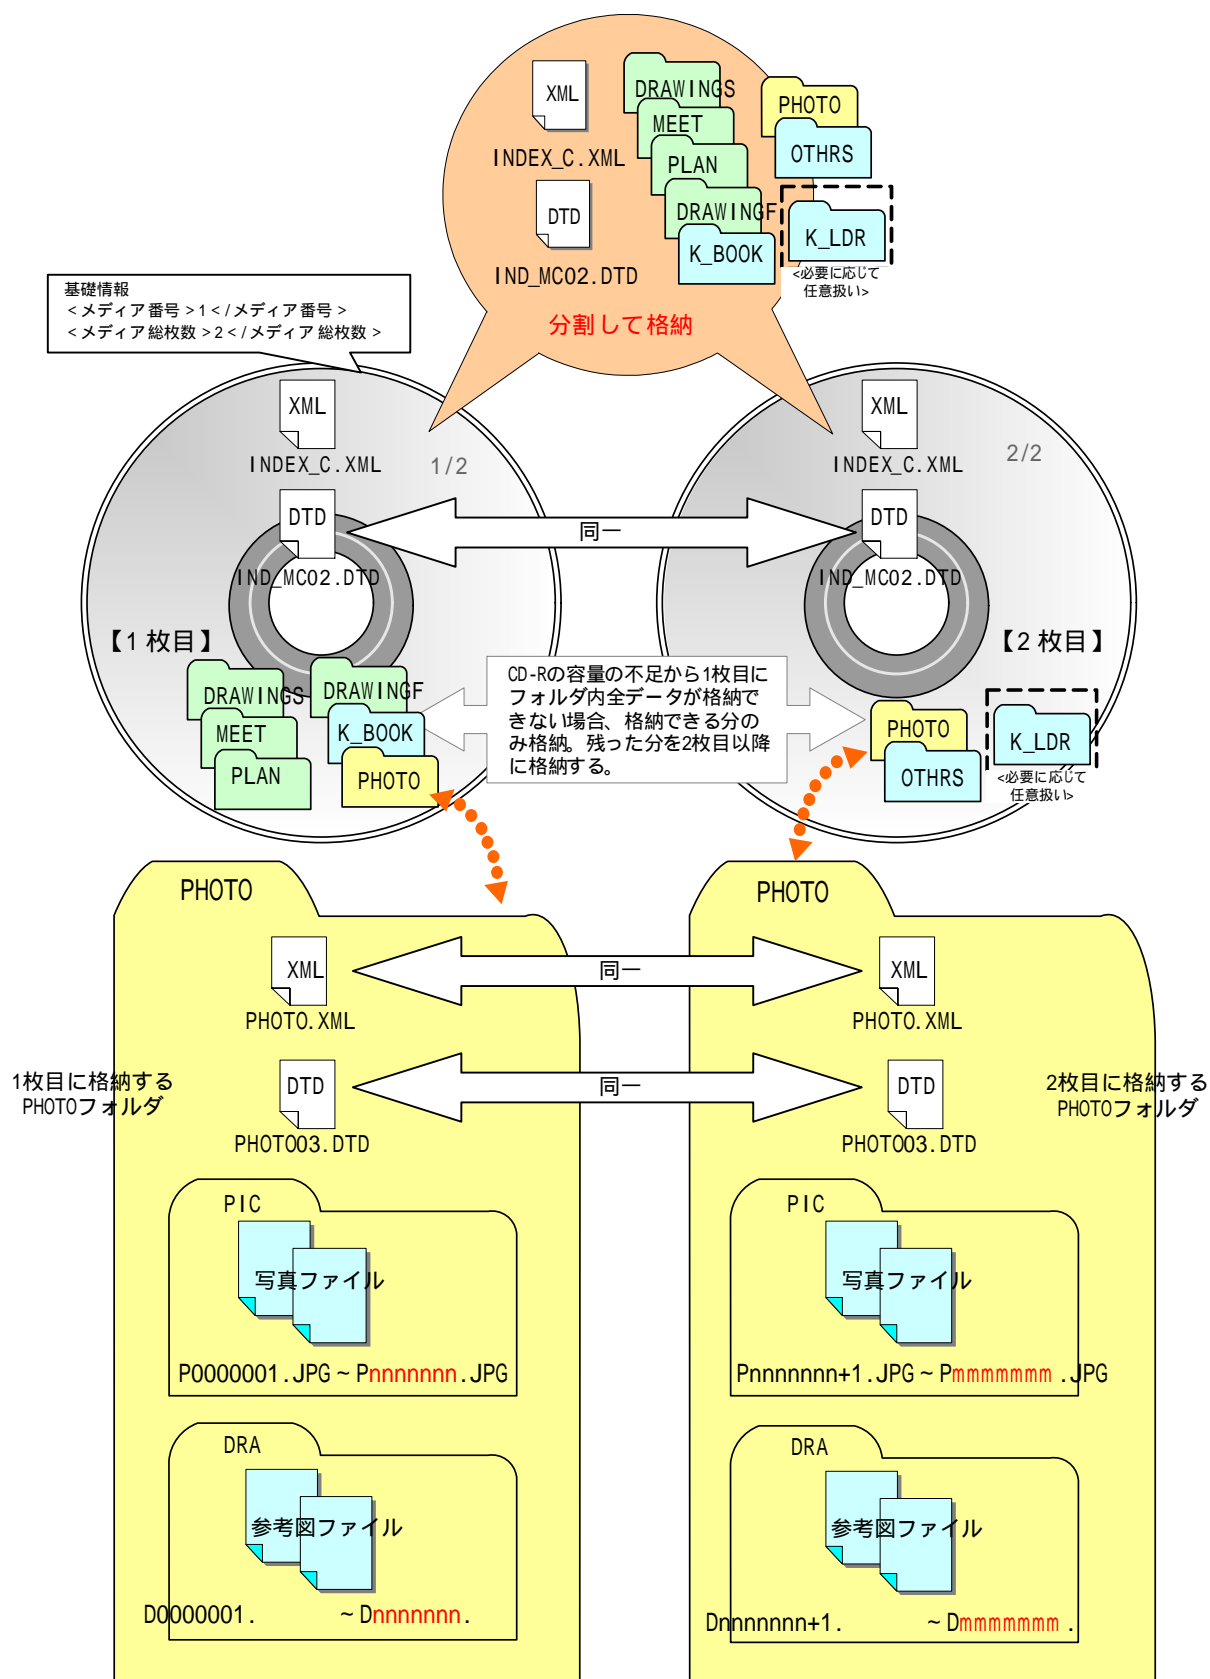 XML
INDEX_C.XML
DTD
IND_MC02.DTD
DRAWINGS
MEET
PLAN
DRAWINGF
K_BOOK
PHOTO
OTHRS
K_LDR
<必要に応じて
任意扱い>
分割して格納
基礎情報
<メディア番号>1</メディア番号>
<メディア総枚数>2</メディア総枚数>
XML
INDEX_C.XML
1/2
DTD
IND_MC02.DTD
【1枚目】
DRAWINGS
MEET
PLAN
DRAWINGF
K_BOOK
PHOTO
同一
XML
INDEX_C.XML
2/2
DTD
IND_MC02.DTD
【2枚目】
PHOTO
OTHRS
K_LDR
<必要に応じて
任意扱い>
CD-Rの容量の不足から1枚目に
フォルダ内全データが格納で
きない場合、格納できる分の
み格納。残った分を2枚目以降
に格納する。
PHOTO
XML
PHOTO.XML
DTD
PHOTO03.DTD
1枚目に格納する
PHOTOフォルダ
PIC
写真ファイル
P0000001.JPG~Pnnnnnnn.JPG
DRA
参考図ファイル
D0000001. ~Dnnnnnnn.
同一
同一
PHOTO
XML
PHOTO.XML
DTD
PHOTO03.DTD
2枚目に格納する
PHOTOフォルダ
PIC
写真ファイル
Pnnnnnnn+1.JPG~Pmmmmmmm.JPG
DRA
参考図ファイル
Dnnnnnnn+1. ~Dmmmmmmm.